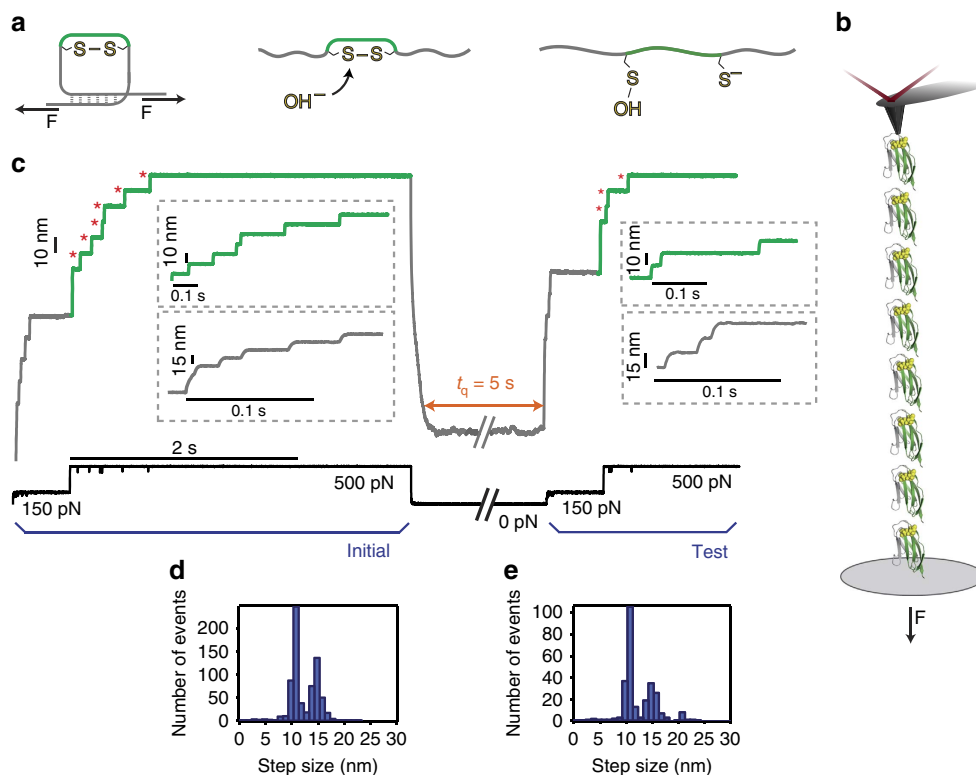 a
S–S
F
F
S–S
OH–
S
OH
S–
b
F
c
10 nm
*
*
*
*
*
*
10 nm
0.1 s
15 nm
0.1 s
tq = 5 s
*
*
*
10 nm
0.1 s
15 nm
0.1 s
2 s
150 pN
500 pN
0 pN
150 pN
500 pN
Initial
Test
d
Number of events
200
150
100
50
0
0 5 10 15 20 25 30
Step size (nm)
e
Number of events
100
80
60
40
20
0
0 5 10 15 20 25 30
Step size (nm)